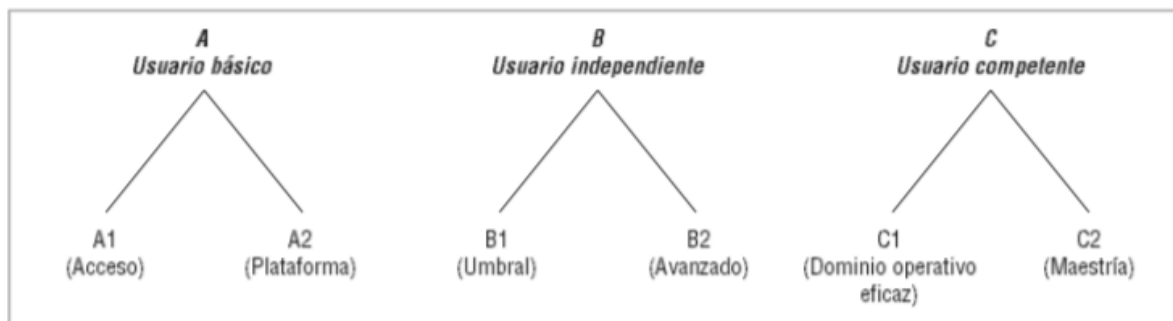 A
Usuario básico
B
Usuario independiente
C
Usuario competente
A1
(Acceso)
A2
(Plataforma)
B1
(Umbral)
B2
(Avanzado)
C1
(Dominio operativo
eficaz)
C2
(Maestría)